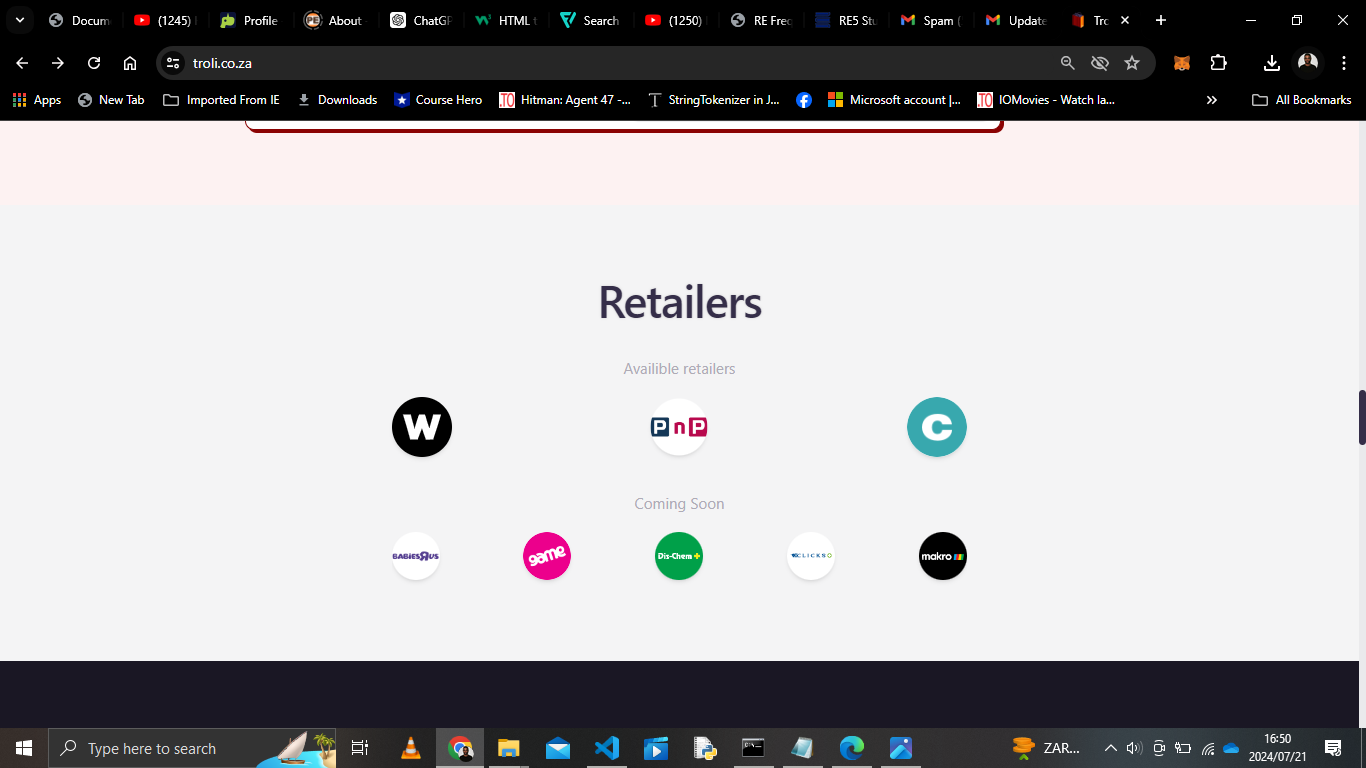 Docum
(1245)
Profile
About
ChatGP
HTML t
Search
(1250)
RE Freq
RE5 Stu
Spam (
Update
Tro
troli.co.za
Apps
New Tab
Imported From IE
Downloads
Course Hero
Hitman: Agent 47 -...
StringTokenizer in J...
Microsoft account |...
IOMovies - Watch la...
»
All Bookmarks
Retailers
Availible retailers
W
PnP
C
Coming Soon
BABIESRUS
game
Dis-Chem +
CLICKS
makro
Type here to search
ZAR...
16:50
2024/07/21